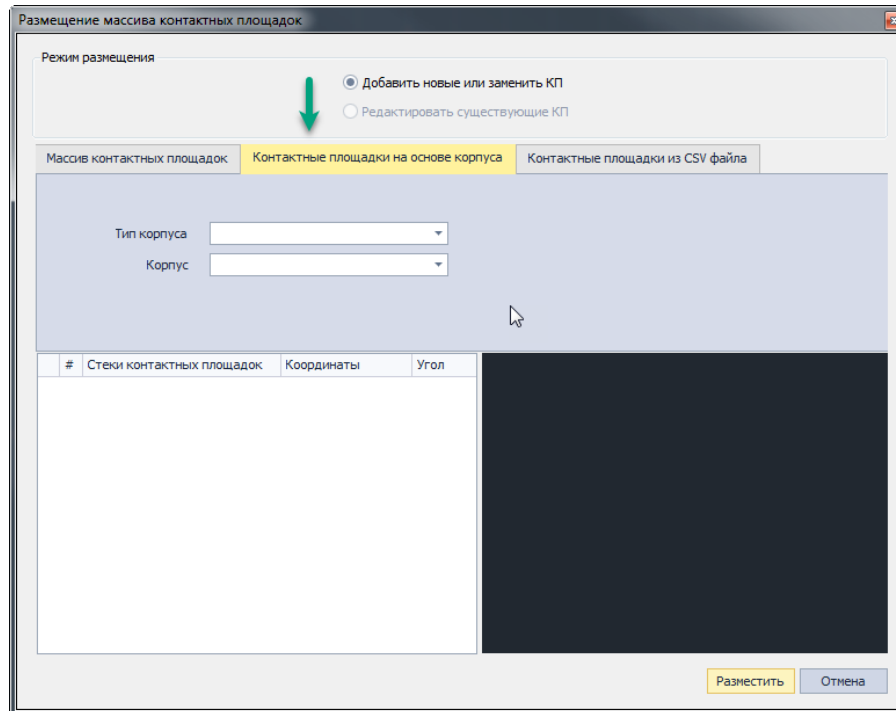 Размещение массива контактных площадок
Режим размещения
Добавить новые или заменить КП
Редактировать существующие КП
Массив контактных площадок Контактные площадки на основе корпуса Контактные площадки из CSV файла
Тип корпуса
Корпус
# Стеки контактных площадок Координаты Угол
Разместить Отмена